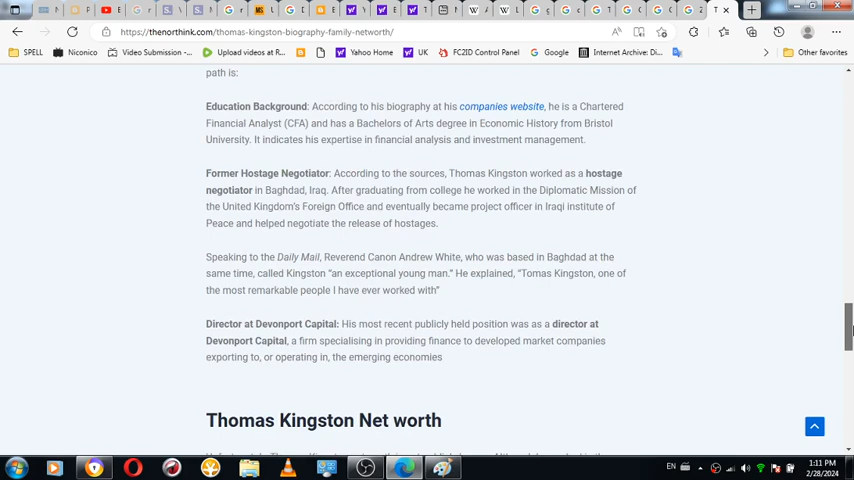 https://thenorthink.com/thomas-kingston-biography-family-networth/
SPELL
Niconico
Video Submission -...
Upload videos at R...
Yahoo Home
UK
FC2ID Control Panel
Google
Internet Archive: Di...
Other favorites
path is:
Education Background: According to his biography at his companies website, he is a Chartered
Financial Analyst (CFA) and has a Bachelors of Arts degree in Economic History from Bristol
University. It indicates his expertise in financial analysis and investment management.
Former Hostage Negotiator: According to the sources, Thomas Kingston worked as a hostage
negotiator in Baghdad, Iraq. After graduating from college he worked in the Diplomatic Mission of
the United Kingdom's Foreign Office and eventually became project officer in Iraqi institute of
Peace and helped negotiate the release of hostages.
Speaking to the Daily Mail, Reverend Canon Andrew White, who was based in Baghdad at the
same time, called Kingston "an exceptional young man." He explained, "Tomas Kingston, one of
the most remarkable people I have ever worked with"
Director at Devonport Capital: His most recent publicly held position was as a director at
Devonport Capital, a firm specialising in providing finance to developed market companies
exporting to, or operating in, the emerging economies
Thomas Kingston Net worth
EN
1:11 PM
2/28/2024